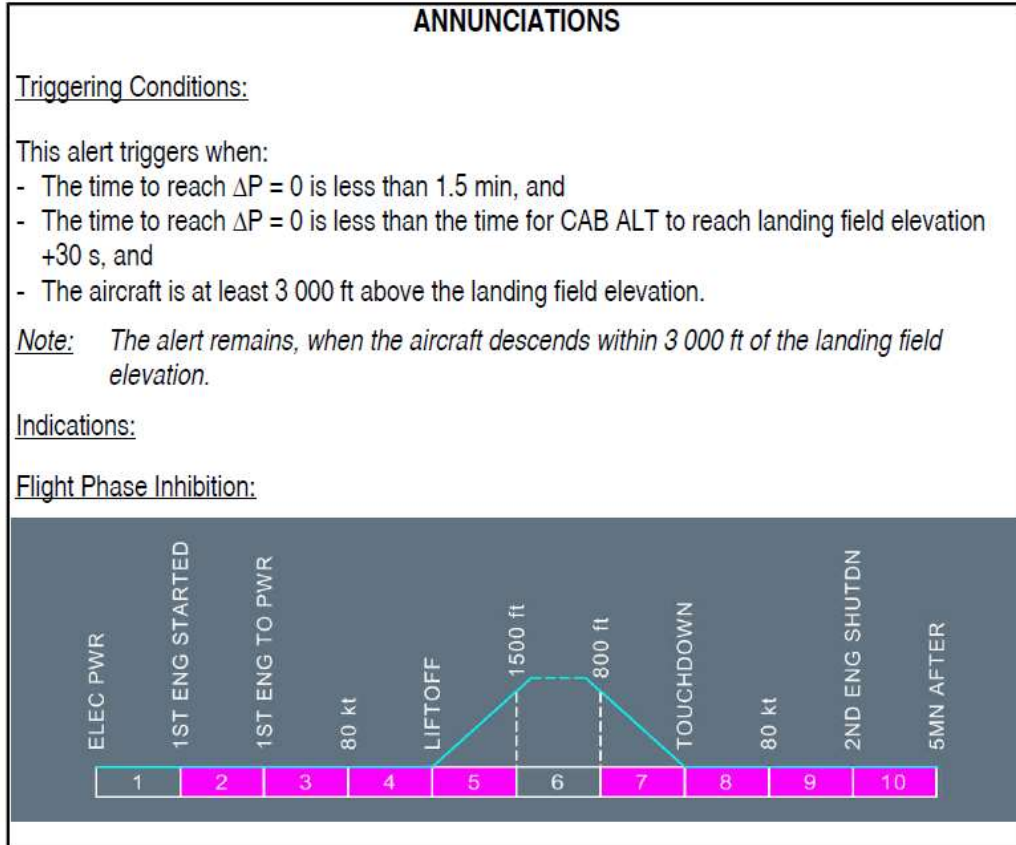 ANNUNCIATIONS
Triggering Conditions:
This alert triggers when:
- The time to reach ΔP = 0 is less than 1.5 min, and
- The time to reach ΔP = 0 is less than the time for CAB ALT to reach landing field elevation
+30 s, and
- The aircraft is at least 3 000 ft above the landing field elevation.
Note: The alert remains, when the aircraft descends within 3 000 ft of the landing field
elevation.
Indications:
Flight Phase Inhibition:
ELEC PWR
1ST ENG STARTED
1ST ENG TO PWR
80 kt
LIFTOFF
1500 ft
800 ft
TOUCHDOWN
80 kt
2ND ENG SHUTDN
5MN AFTER
1 2 3 4 5 6 7 8 9 10